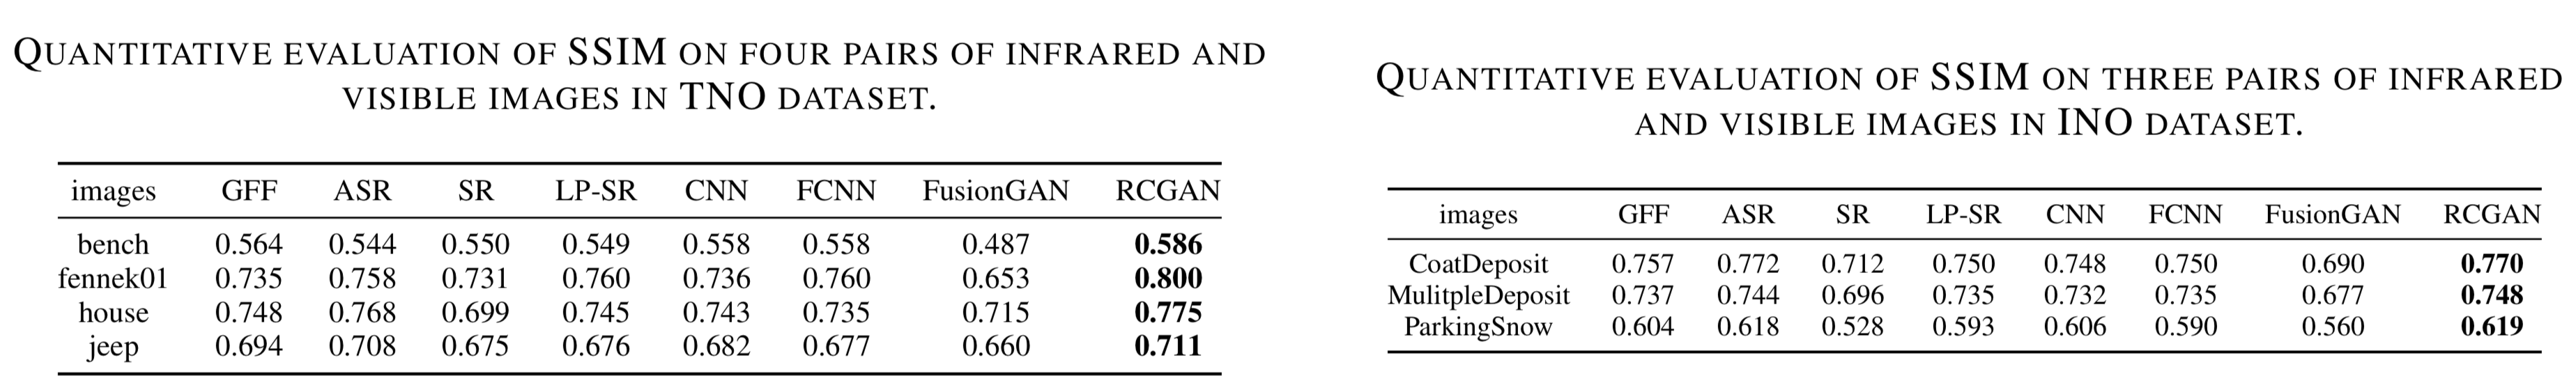 QUANTITATIVE EVALUATION OF SSIM ON FOUR PAIRS OF INFRARED AND
VISIBLE IMAGES IN TNO DATASET.
images GFF ASR SR LP-SR CNN FCNN FusionGAN RCGAN
bench 0.564 0.544 0.550 0.549 0.558 0.558 0.487 0.586
fennek01 0.735 0.758 0.731 0.760 0.736 0.760 0.653 0.800
house 0.748 0.768 0.699 0.745 0.743 0.735 0.715 0.775
jeep 0.694 0.708 0.675 0.676 0.682 0.677 0.660 0.711
QUANTITATIVE EVALUATION OF SSIM ON THREE PAIRS OF INFRARED
AND VISIBLE IMAGES IN INO DATASET.
images GFF ASR SR LP-SR CNN FCNN FusionGAN RCGAN
CoatDeposit 0.757 0.772 0.712 0.750 0.748 0.750 0.690 0.770
MulitpleDeposit 0.737 0.744 0.696 0.735 0.732 0.735 0.677 0.748
ParkingSnow 0.604 0.618 0.528 0.593 0.606 0.590 0.560 0.619